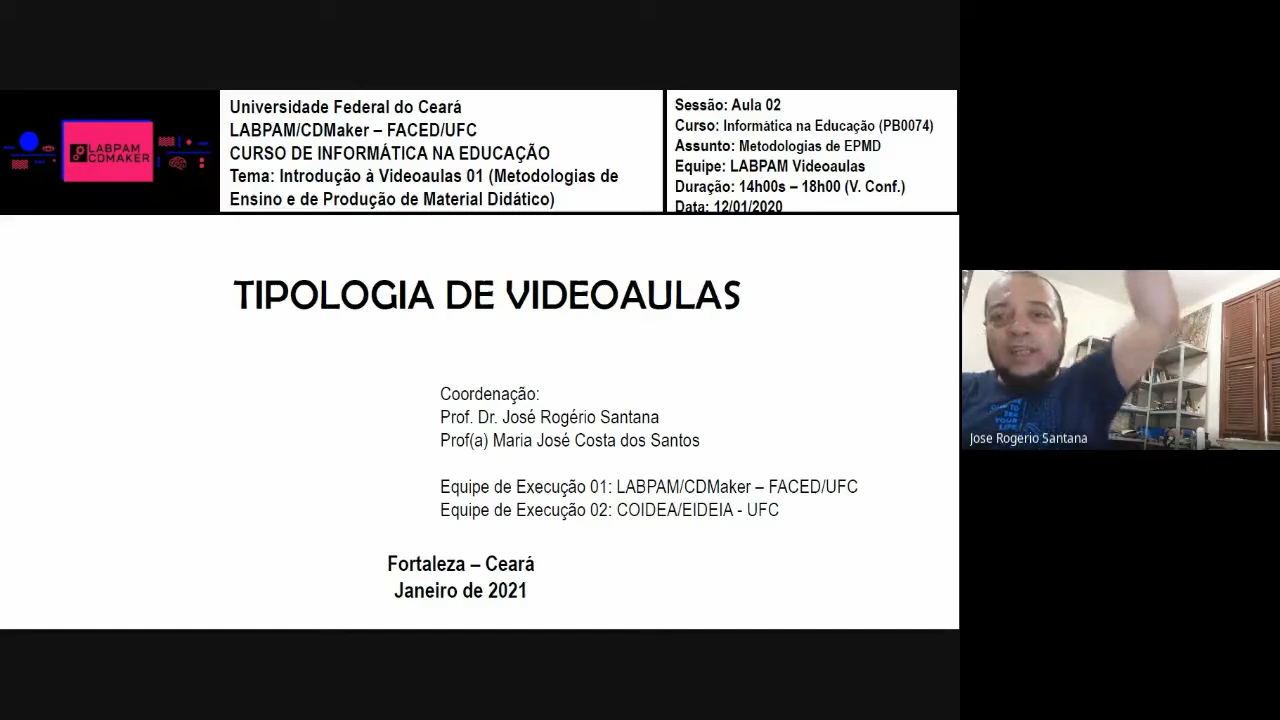 LABPAM
CDMAKER
Universidade Federal do Ceará
LABPAM/CDMaker – FACED/UFC
CURSO DE INFORMÁTICA NA EDUCAÇÃO
Tema: Introdução à Videoaulas 01 (Metodologias de
Ensino e de Produção de Material Didático)
Sessão: Aula 02
Curso: Informática na Educação (PB0074)
Assunto: Metodologias de EPMD
Equipe: LABPAM Videoaulas
Duração: 14h00s – 18h00 (V. Conf.)
Data: 12/01/2020
TIPOLOGIA DE VIDEOAULAS
Coordenação:
Prof. Dr. José Rogério Santana
Prof(a) Maria José Costa dos Santos
Equipe de Execução 01: LABPAM/CDMaker – FACED/UFC
Equipe de Execução 02: COIDEA/EIDEIA - UFC
Fortaleza – Ceará
Janeiro de 2021
YOUR
LIFE
Jose Rogerio Santana